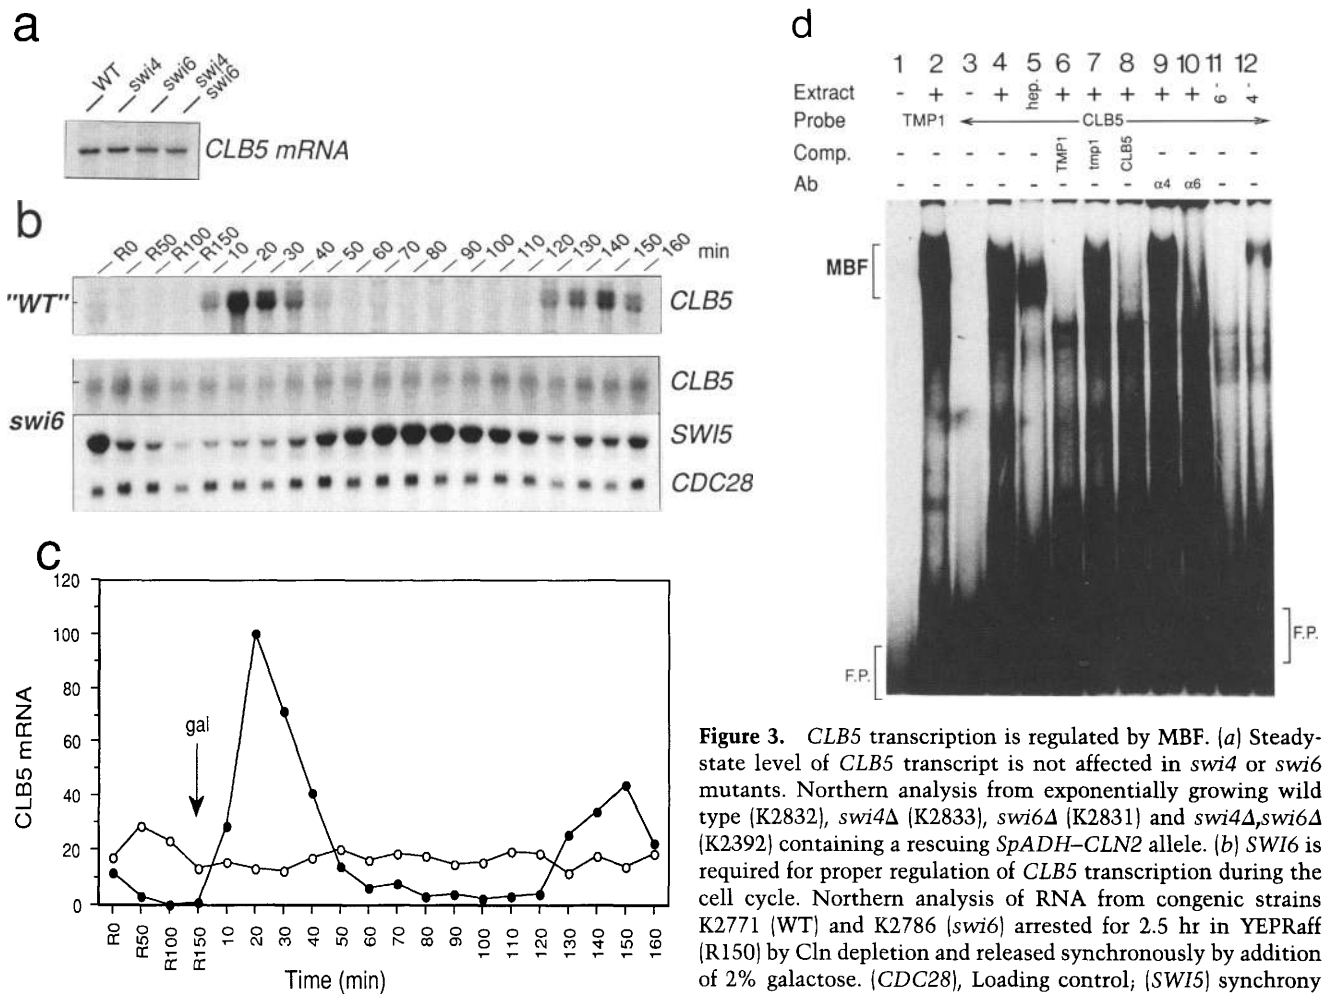 a
WT swi4 swi6 swi4 swi6
CLB5 mRNA
b
R0 R50 R100 R150 10 20 30 40 50 60 70 80 90 100 110 120 130 140 150 160 min
"WT" CLB5
CLB5
swi6
SWI5
CDC28
c
120
100
80
60
40
20
0
CLB5 mRNA
gal
R0 R50 R100 R150 10 20 30 40 50 60 70 80 90 100 110 120 130 140 150 160
Time (min)
d
1 2 3 4 5 6 7 8 9 10 11 12
Extract - + - + hep. + + + + + 6- 4-
Probe TMP1 CLB5
Comp. - - - - - TMP1 tmp1 CLB5 - - - -
Ab - - - - - - - - α4 α6 - -
MBF
F.P.
F.P.
Figure 3. CLB5 transcription is regulated by MBF. (a) Steady-
state level of CLB5 transcript is not affected in swi4 or swi6
mutants. Northern analysis from exponentially growing wild
type (K2832), swi4Δ (K2833), swi6Δ (K2831) and swi4Δ,swi6Δ
(K2392) containing a rescuing SpADH–CLN2 allele. (b) SWI6 is
required for proper regulation of CLB5 transcription during the
cell cycle. Northern analysis of RNA from congenic strains
K2771 (WT) and K2786 (swi6) arrested for 2.5 hr in YEPRaff
(R150) by Cln depletion and released synchronously by addition
of 2% galactose. (CDC28), Loading control; (SWI5) synchrony